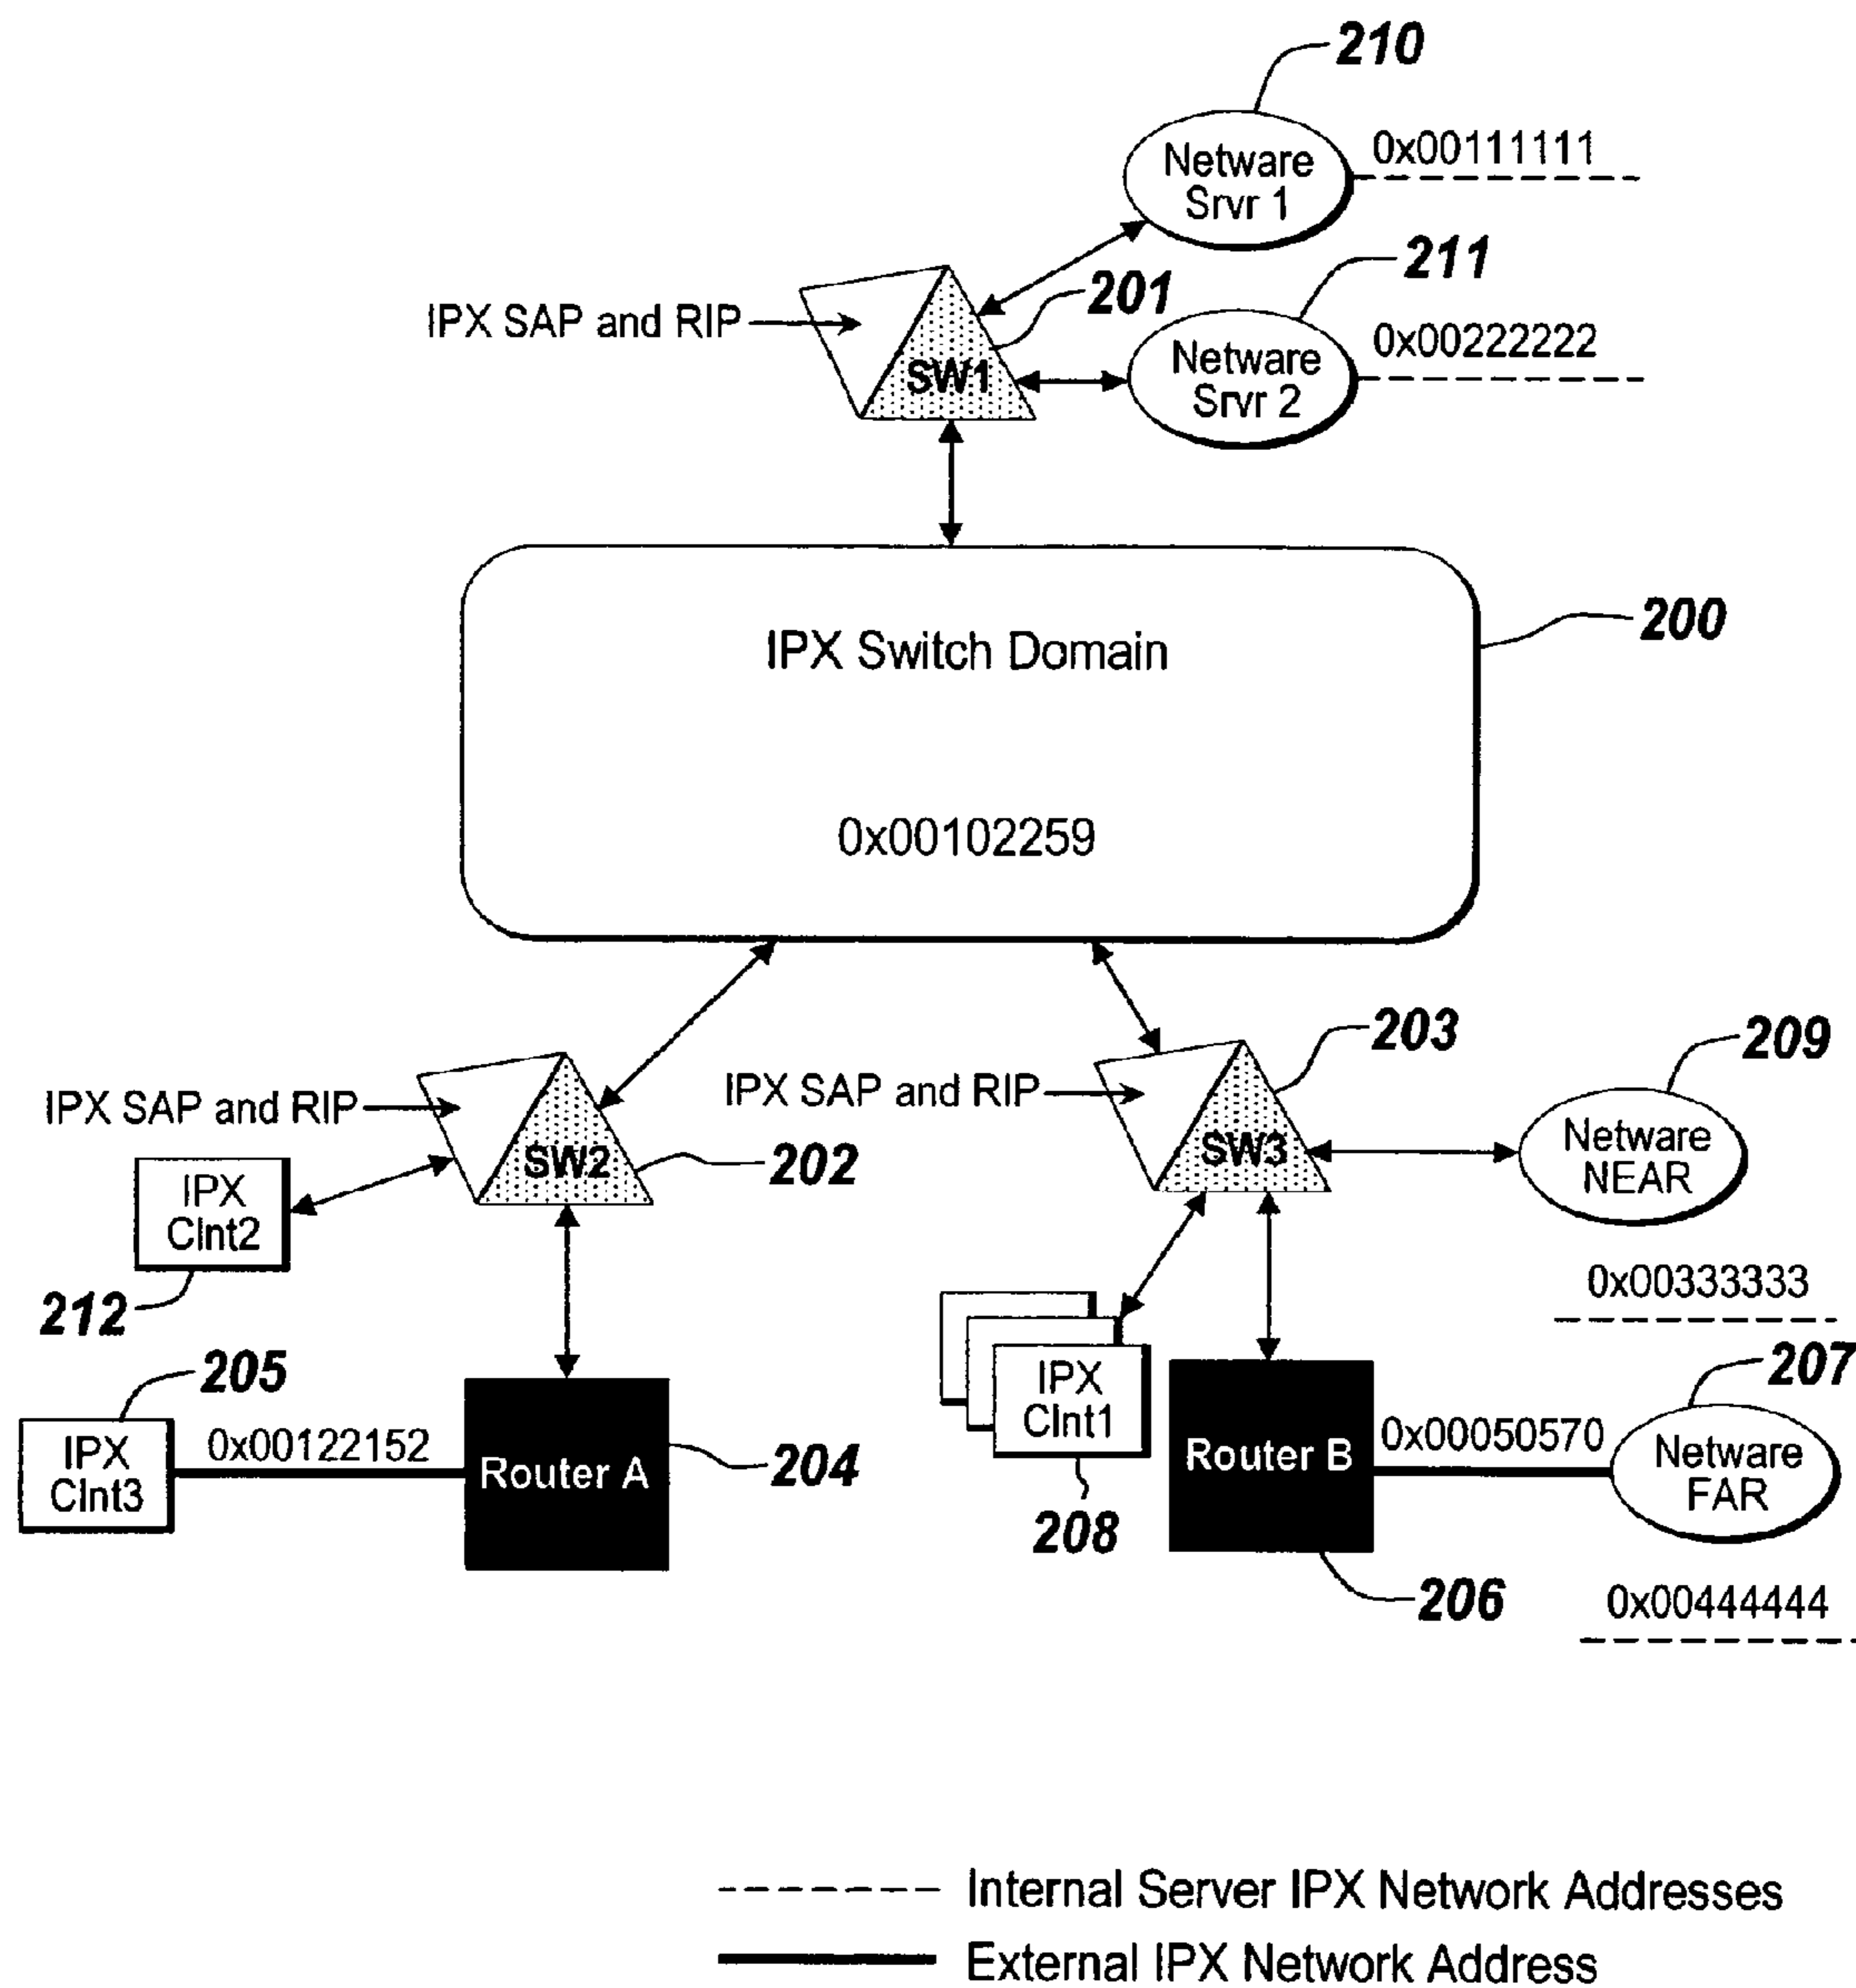 210
Netware
Srvr 1
0x00111111
211
IPX SAP and RIP
201
SW1
Netware
Srvr 2
0x00222222
IPX Switch Domain
200
0x00102259
203
209
IPX SAP and RIP
SW2
202
IPX SAP and RIP
SW3
Netware
NEAR
IPX
Clnt2
212
0x00333333
205
207
IPX
Clnt3
0x00122152
Router A
204
IPX
Clnt1
208
Router B
0x00050570
Netware
FAR
206
0x00444444
Internal Server IPX Network Addresses
External IPX Network Address